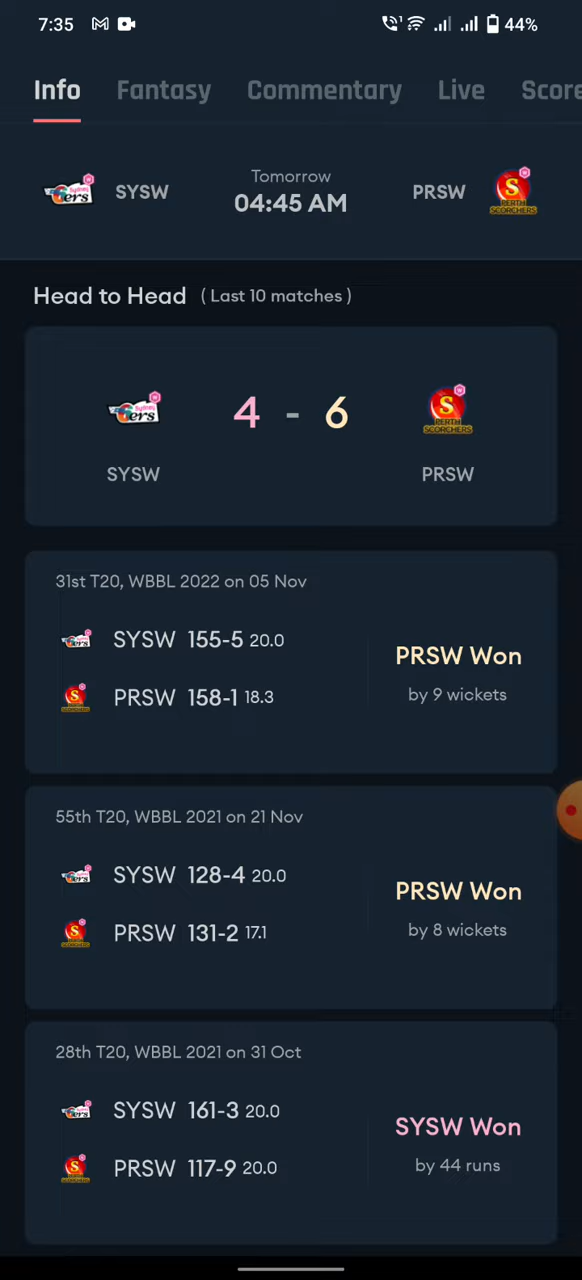 7:35 44%
Info Fantasy Commentary Live Score
SYSW Tomorrow 04:45 AM PRSW
Head to Head ( Last 10 matches )
4 - 6
SYSW PRSW
31st T20, WBBL 2022 on 05 Nov
SYSW 155-5 20.0
PRSW 158-1 18.3
PRSW Won
by 9 wickets
55th T20, WBBL 2021 on 21 Nov
SYSW 128-4 20.0
PRSW 131-2 17.1
PRSW Won
by 8 wickets
28th T20, WBBL 2021 on 31 Oct
SYSW 161-3 20.0
PRSW 117-9 20.0
SYSW Won
by 44 runs